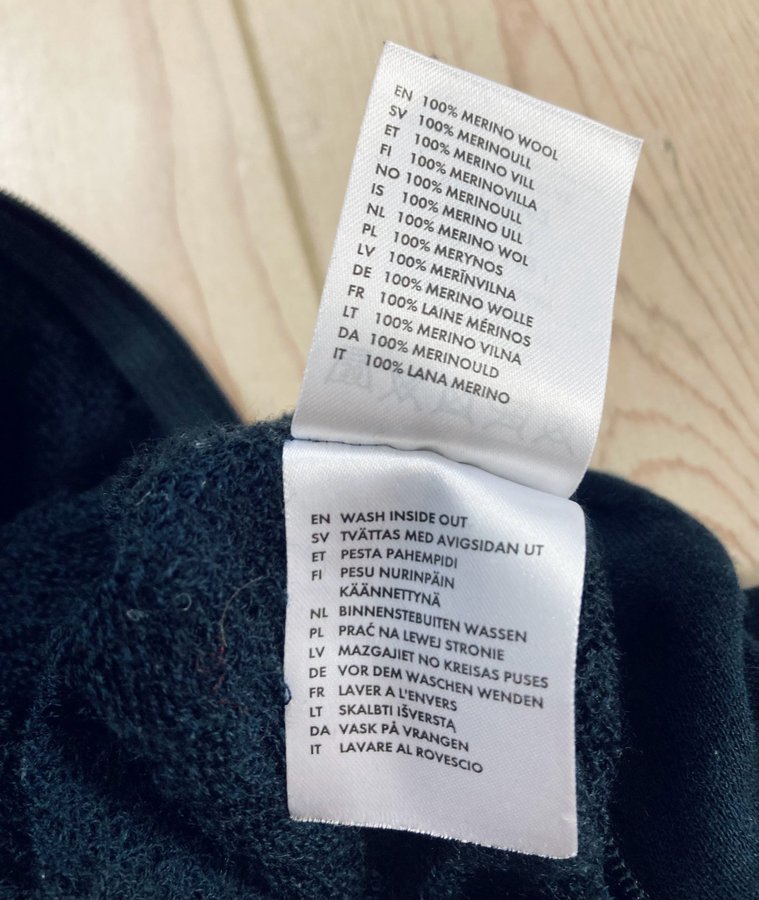 EN 100% MERINO WOOL
SV 100% MERINOULL
ET 100% MERINO VILL
FI 100% MERINOVILLA
NO 100% MERINOULL
IS 100% MERINO ULL
NL 100% MERINO WOL
PL 100% MERYNOS
LV 100% MERĪNVILNA
DE 100% MERINO WOLLE
FR 100% LAINE MÉRINOS
LT 100% MERINO VILNA
DA 100% MERINOULD
IT 100% LANA MERINO
EN WASH INSIDE OUT
SV TVÄTTAS MED AVIGSIDAN UT
ET PESTA PAHEMPIDI
FI PESU NURINPÄIN
KÄÄNNETTYNÄ
NL BINNENSTEBUITEN WASSEN
PL PRAĆ NA LEWEJ STRONIE
LV MAZGAJIET NO KREISAS PUSES
DE VOR DEM WASCHEN WENDEN
FR LAVER A L'ENVERS
LT SKALBTI IŠVERSTĄ
DA VASK PÅ VRANGEN
IT LAVARE AL ROVESCIO